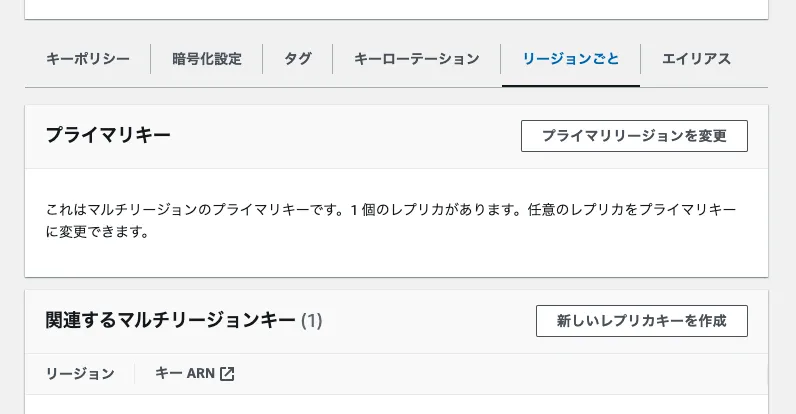 キーポリシー 暗号化設定 タグ キーローテーション リージョンごと エイリアス
プライマリキー プライマリリージョンを変更
これはマルチリージョンのプライマリキーです。1 個のレプリカがあります。任意のレプリカをプライマリキー
に変更できます。
関連するマルチリージョンキー (1) 新しいレプリカキーを作成
リージョン キー ARN